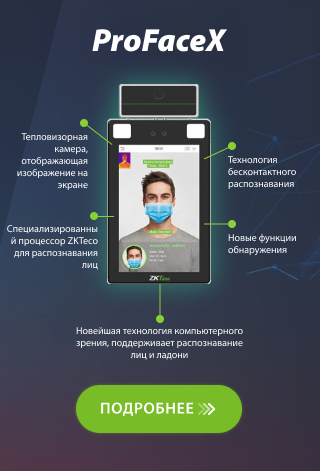 ProFaceX
Тепловизорная
камера,
отображающая
изображение на
экране
Технология
бесконтактного
распознавания
Специализированны
й процессор ZKTeco
для распознавания
лиц
Новые функции
обнаружения
ZKTeco
Новейшая технология компьютерного
зрения, поддерживает распознавание
лиц и ладони
ПОДРОБНЕЕ